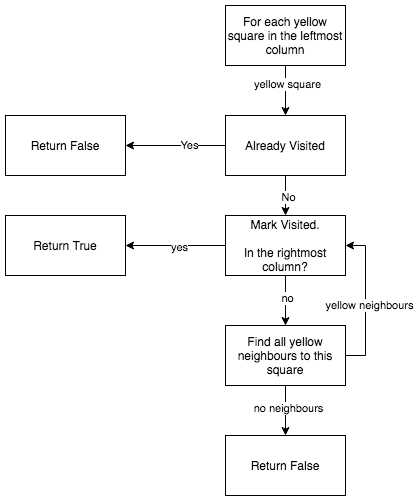 For each yellow
square in the leftmost
column
yellow square
Return False
Yes
Already Visited
No
Return True
yes
Mark Visited.
In the rightmost
column?
no
yellow neighbours
Find all yellow
neighbours to this
square
no neighbours
Return False